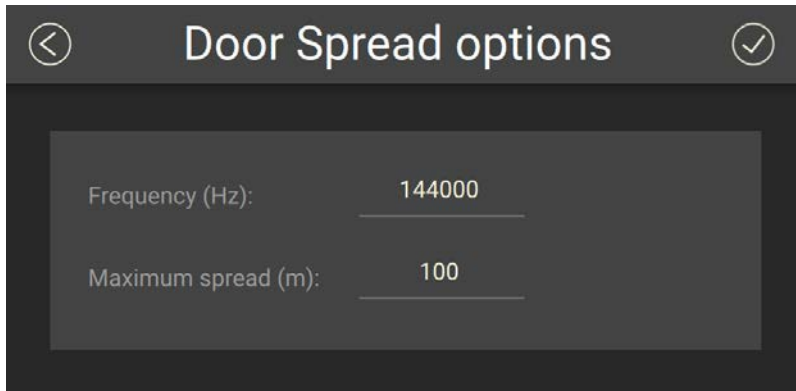 Door Spread options
Frequency (Hz): 144000
Maximum spread (m): 100